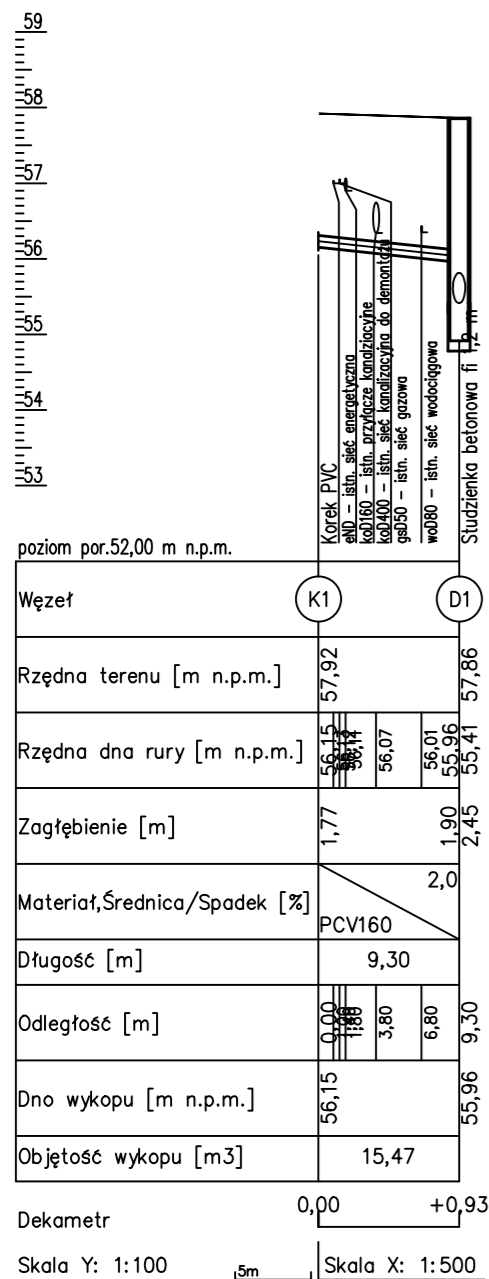 59
58
57
56
55
54
53
poziom por.52,00 m n.p.m.
Korek PVC
eND – istn. sieć energetyczna
koD160 – istn. przyłącze kanalziacyjne
koD400 – istn. sieć kanalizacyjna do demontażu
gsD50 – istn. sieć gazowa
woD80 – istn. sieć wodociągowa
Studzienka betonowa fi 1,2 m
Węzeł
K1
D1
Rzędna terenu [m n.p.m.]
57,92
57,86
Rzędna dna rury [m n.p.m.]
56,15
56,07
56,01
55,96
55,41
Zagłębienie [m]
1,77
1,90
2,45
Materiał,Średnica/Spadek [%]
2,0
PCV160
Długość [m]
9,30
Odległość [m]
0,00
1,80
3,80
6,80
9,30
Dno wykopu [m n.p.m.]
56,15
55,96
Objętość wykopu [m3]
15,47
Dekametr
0,00
+0,93
Skala Y: 1:100
5m
Skala X: 1:500